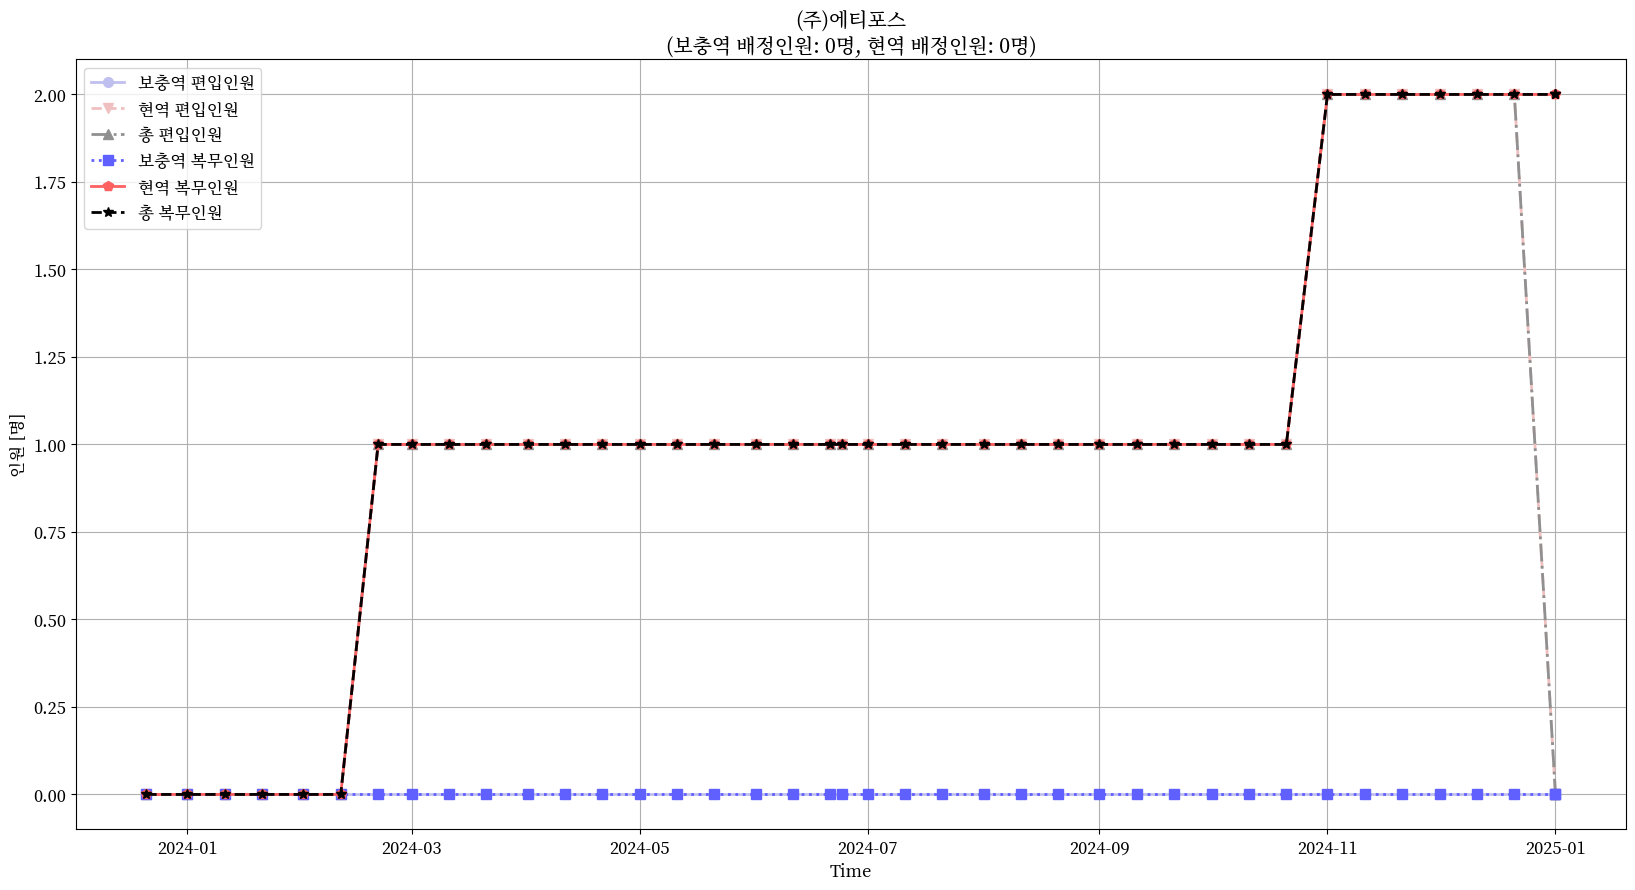 (주)에티포스
(보충역 배정인원: 0명, 현역 배정인원: 0명)
보충역 편입인원
현역 편입인원
총 편입인원
보충역 복무인원
현역 복무인원
총 복무인원
2.00
1.75
1.50
1.25
1.00
0.75
0.50
0.25
0.00
인원 [명]
2024-01 2024-03 2024-05 2024-07 2024-09 2024-11 2025-01
Time